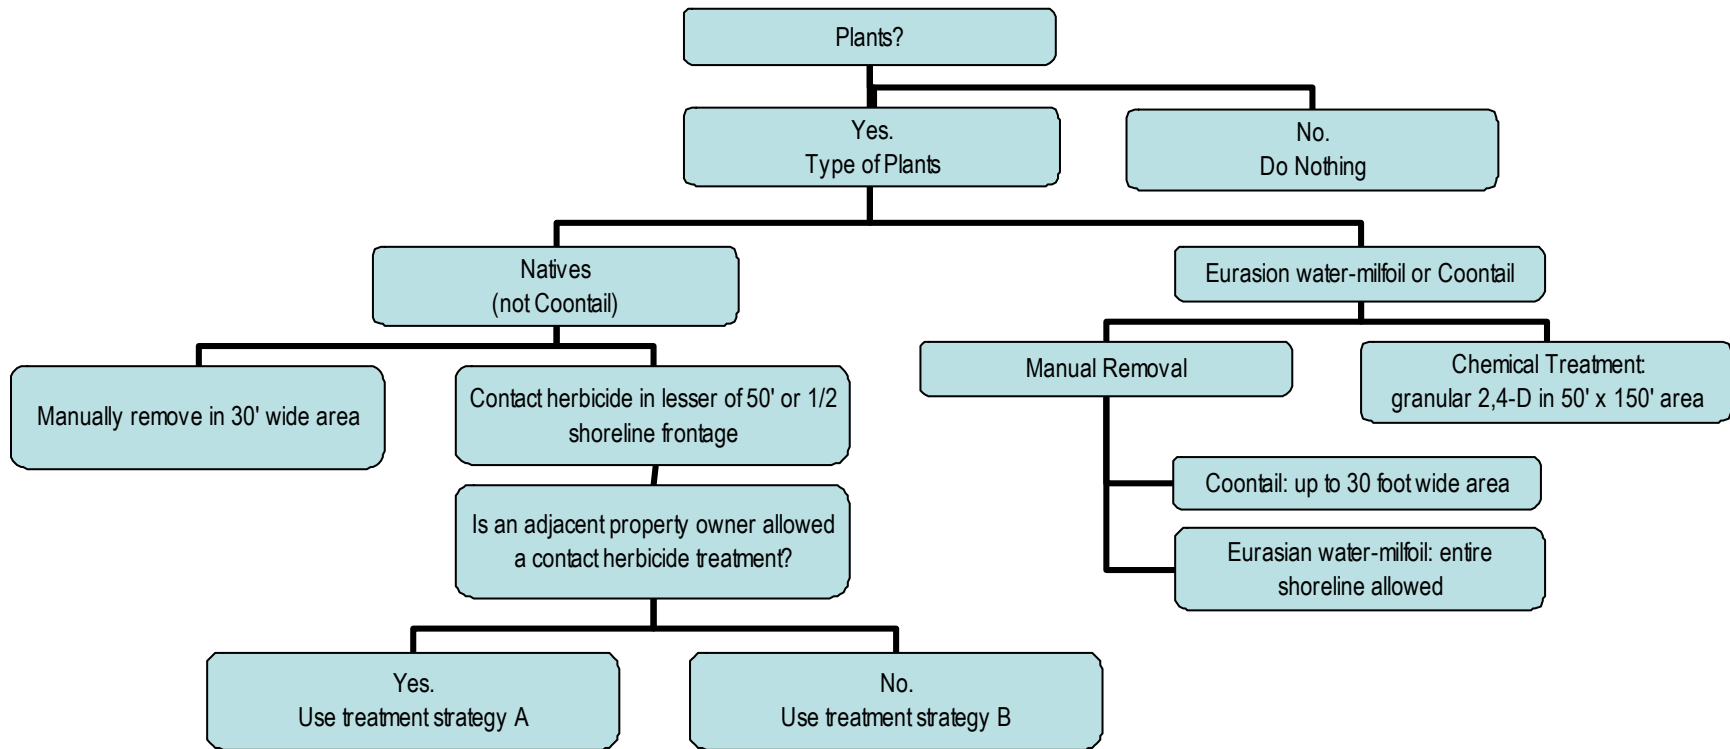 Plants?
Yes.
Type of Plants
No.
Do Nothing
Natives
(not Coontail)
Eurasion water-milfoil or Coontail
Manually remove in 30' wide area
Contact herbicide in lesser of 50' or 1/2
shoreline frontage
Manual Removal
Chemical Treatment:
granular 2,4-D in 50' x 150' area
Coontail: up to 30 foot wide area
Is an adjacent property owner allowed
a contact herbicide treatment?
Eurasian water-milfoil: entire
shoreline allowed
Yes.
Use treatment strategy A
No.
Use treatment strategy B